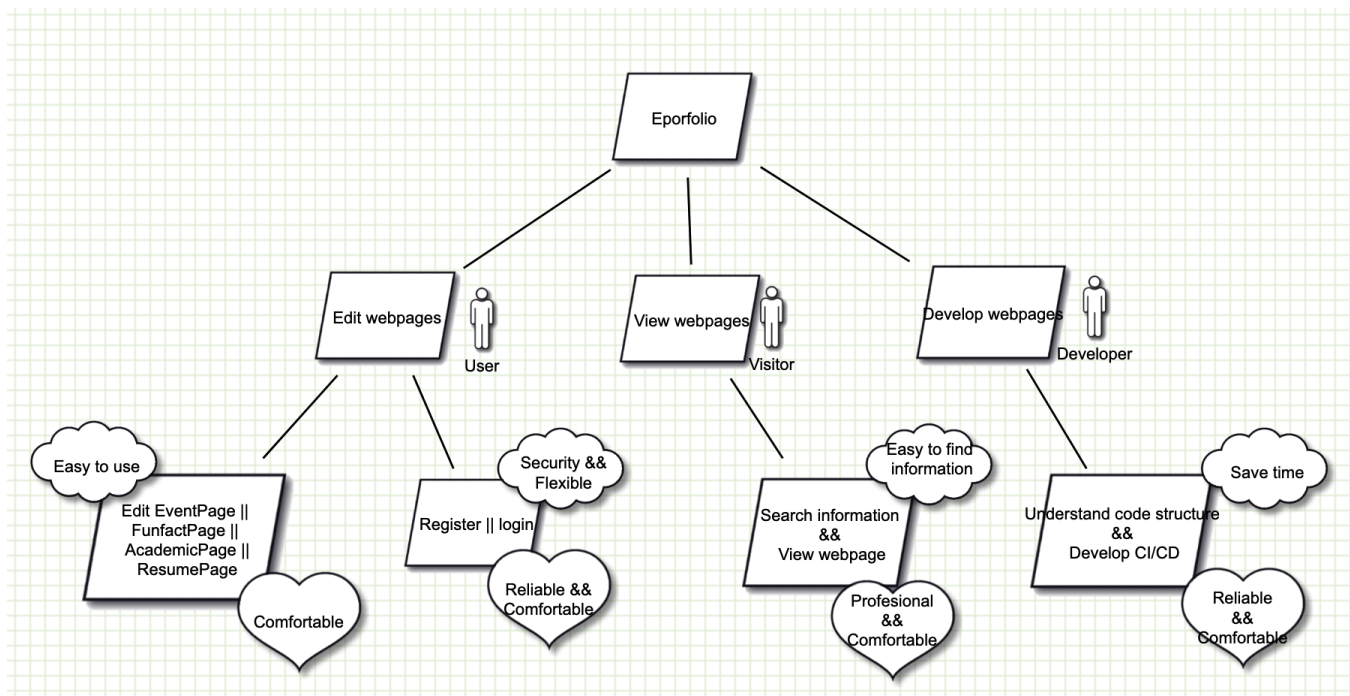 Eporfolio
Edit webpages
User
View webpages
Visitor
Develop webpages
Developer
Easy to use
Edit EventPage ||
FunfactPage ||
AcademicPage ||
ResumePage
Comfortable
Security &&
Flexible
Register || login
Reliable &&
Comfortable
Easy to find
information
Search information
&&
View webpage
Profesional
&&
Comfortable
Save time
Understand code structure
&&
Develop CI/CD
Reliable
&&
Comfortable